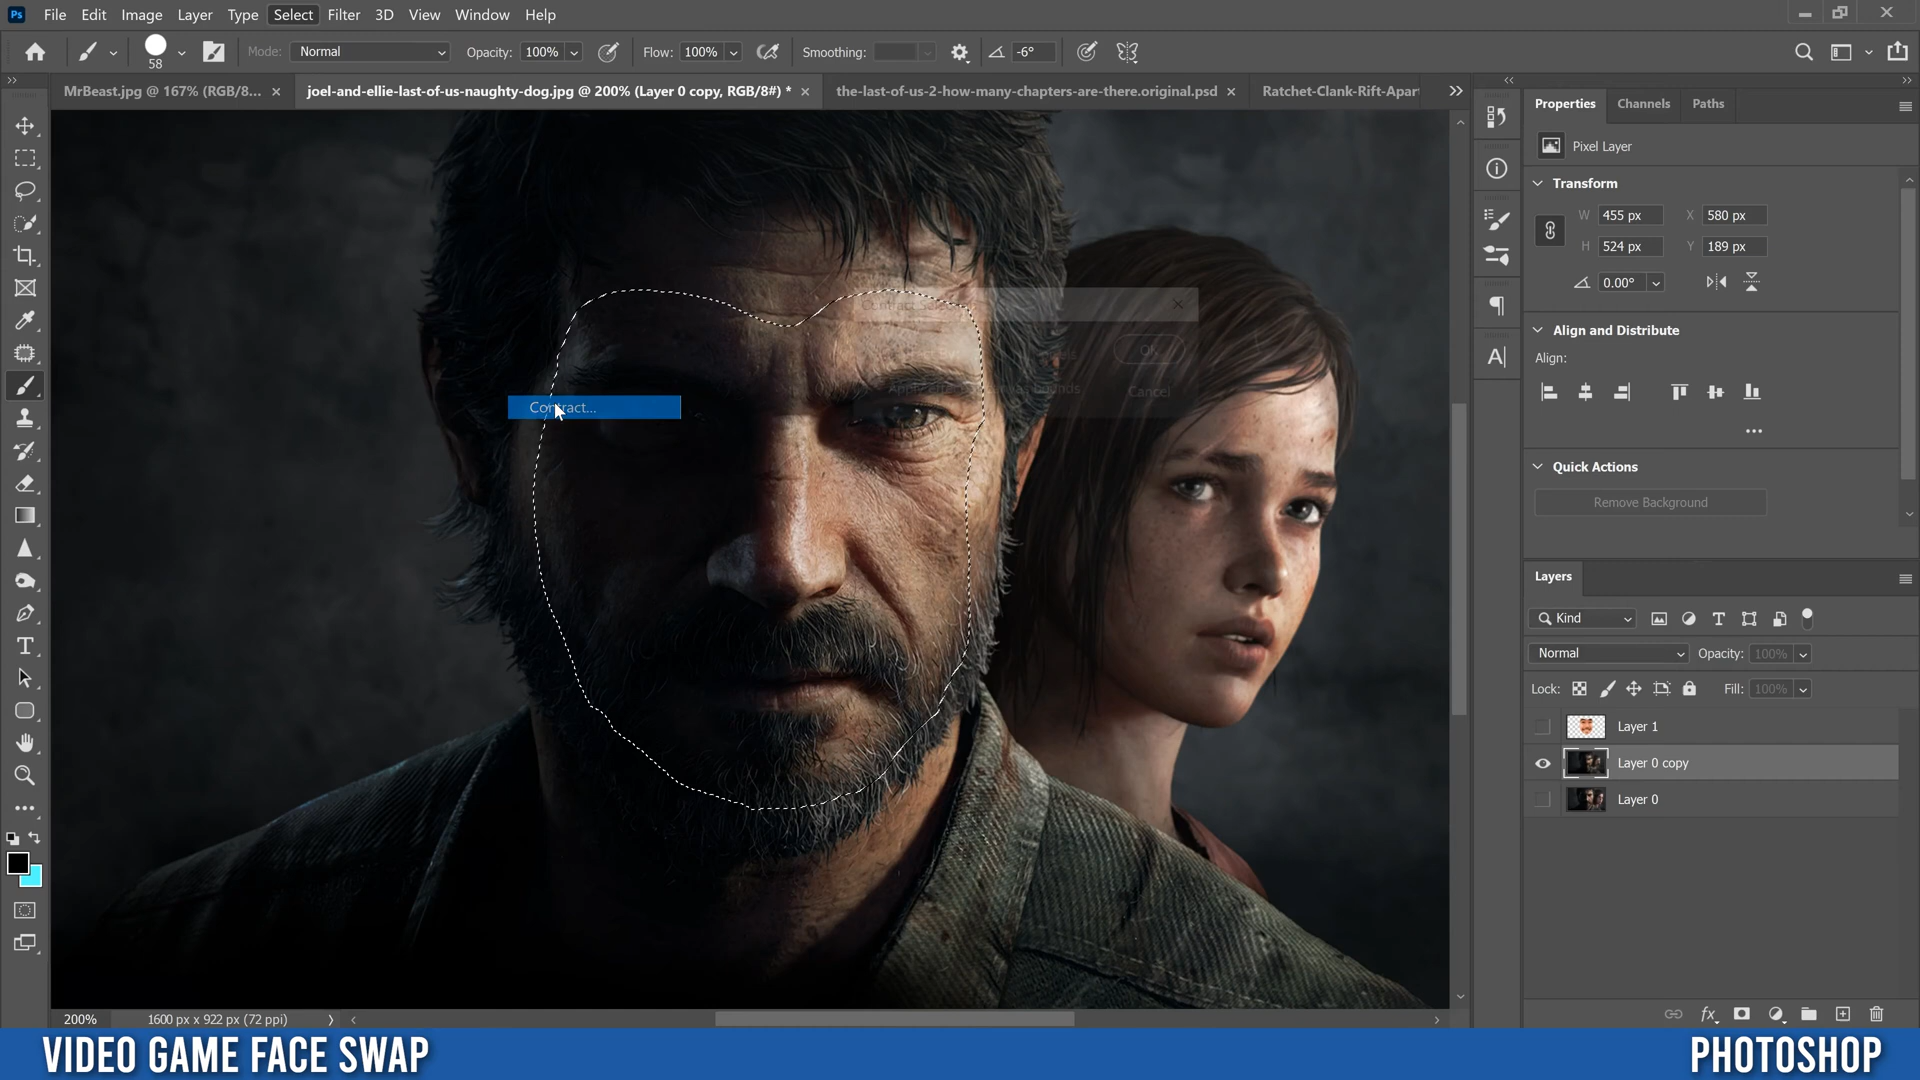 Ps File Edit Image Layer Type Select Filter 3D View Window Help
58 Mode: Normal Opacity: 100% Flow: 100% Smoothing: -6°
MrBeast.jpg @ 167% (RGB/8... × joel-and-ellie-last-of-us-naughty-dog.jpg @ 200% (Layer 0 copy, RGB/8#) * × the-last-of-us-2-how-many-chapters-are-there.original.psd × Ratchet-Clank-Rift-Apart
Properties Channels Paths
Pixel Layer
Transform
W 455 px X 580 px
H 524 px Y 189 px
0.00°
Align and Distribute
Align:
Quick Actions
Remove Background
OK
Cancel
Contract...
Layers
Kind
Normal Opacity: 100%
Lock: Fill: 100%
Layer 1
Layer 0 copy
Layer 0
200% 1600 px x 922 px (72 ppi)
VIDEO GAME FACE SWAP
PHOTOSHOP